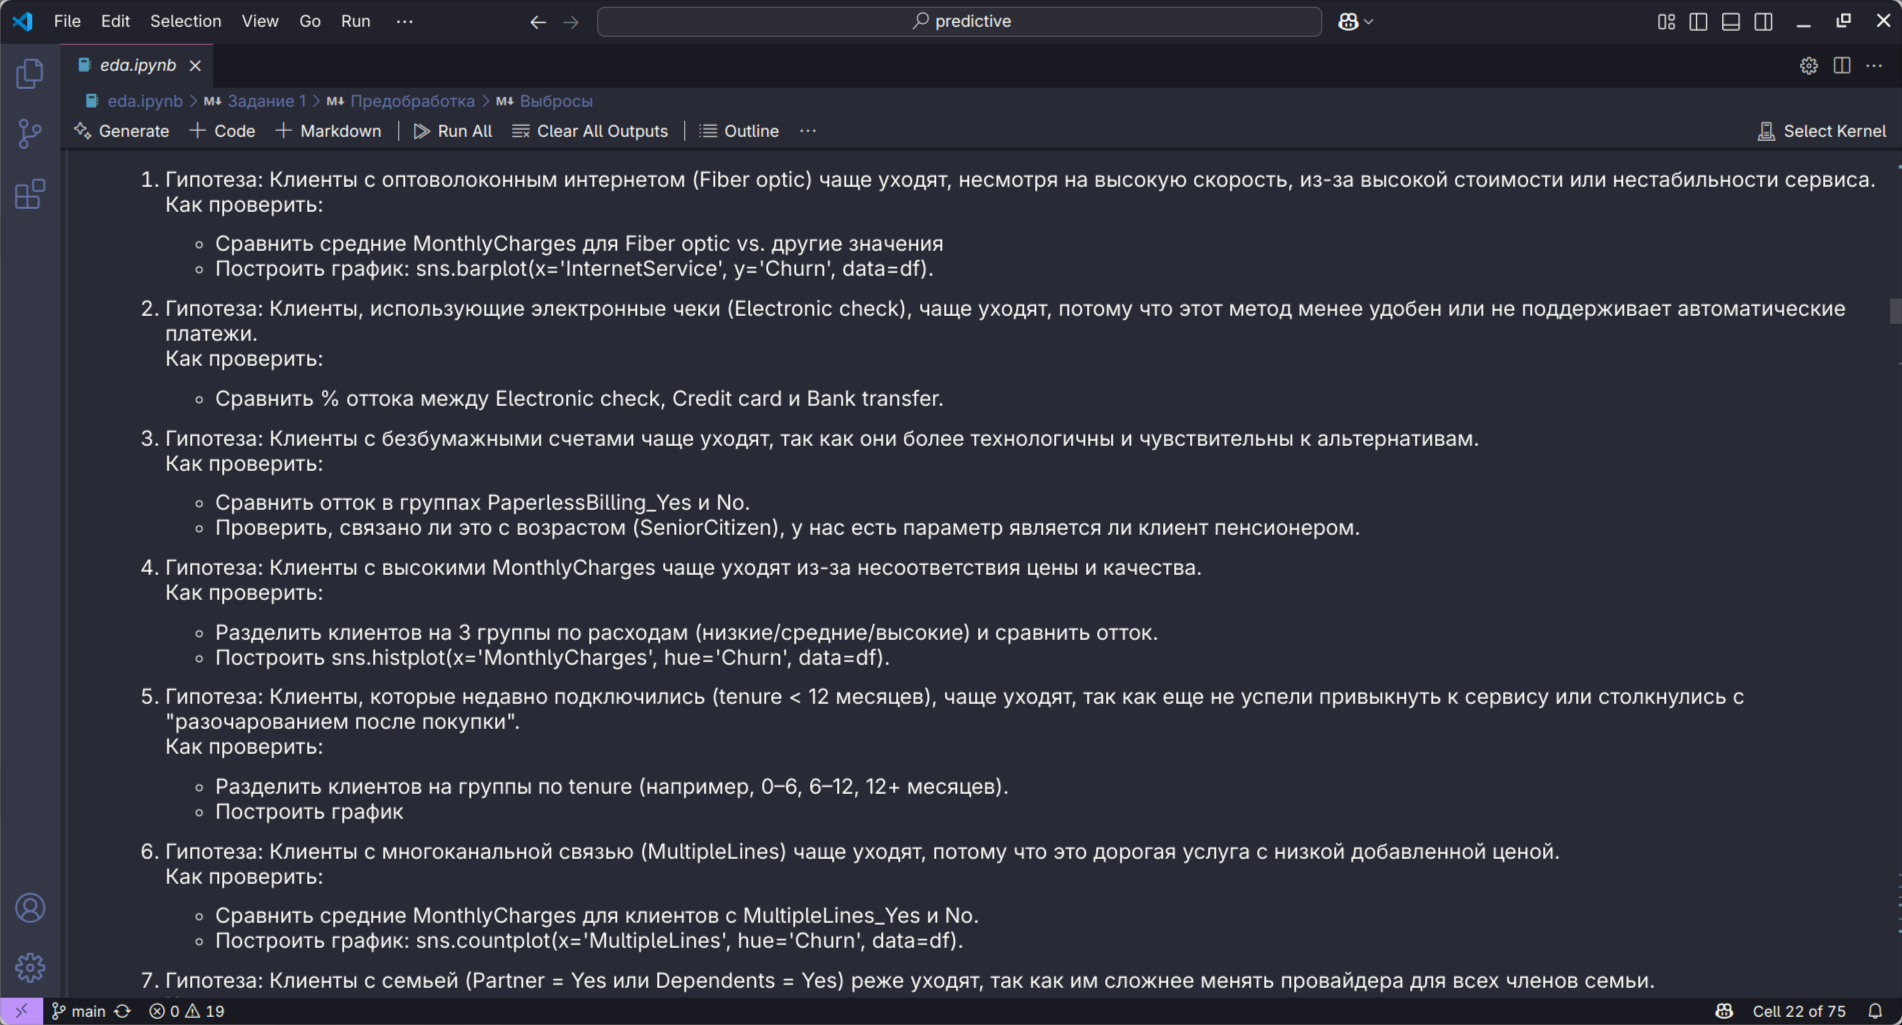 File Edit Selection View Go Run ···
predictive
eda.ipynb
eda.ipynb > M↓ Задание 1 > M↓ Предобработка > M↓ Выбросы
Generate + Code + Markdown | Run All Clear All Outputs | Outline ···
Select Kernel
1. Гипотеза: Клиенты с оптоволоконным интернетом (Fiber optic) чаще уходят, несмотря на высокую скорость, из-за высокой стоимости или нестабильности сервиса.
Как проверить:
◦ Сравнить средние MonthlyCharges для Fiber optic vs. другие значения
◦ Построить график: sns.barplot(x='InternetService', y='Churn', data=df).
2. Гипотеза: Клиенты, использующие электронные чеки (Electronic check), чаще уходят, потому что этот метод менее удобен или не поддерживает автоматические
платежи.
Как проверить:
◦ Сравнить % оттока между Electronic check, Credit card и Bank transfer.
3. Гипотеза: Клиенты с безбумажными счетами чаще уходят, так как они более технологичны и чувствительны к альтернативам.
Как проверить:
◦ Сравнить отток в группах PaperlessBilling_Yes и No.
◦ Проверить, связано ли это с возрастом (SeniorCitizen), у нас есть параметр является ли клиент пенсионером.
4. Гипотеза: Клиенты с высокими MonthlyCharges чаще уходят из-за несоответствия цены и качества.
Как проверить:
◦ Разделить клиентов на 3 группы по расходам (низкие/средние/высокие) и сравнить отток.
◦ Построить sns.histplot(x='MonthlyCharges', hue='Churn', data=df).
5. Гипотеза: Клиенты, которые недавно подключились (tenure < 12 месяцев), чаще уходят, так как еще не успели привыкнуть к сервису или столкнулись с
"разочарованием после покупки".
Как проверить:
◦ Разделить клиентов на группы по tenure (например, 0–6, 6–12, 12+ месяцев).
◦ Построить график
6. Гипотеза: Клиенты с многоканальной связью (MultipleLines) чаще уходят, потому что это дорогая услуга с низкой добавленной ценой.
Как проверить:
◦ Сравнить средние MonthlyCharges для клиентов с MultipleLines_Yes и No.
◦ Построить график: sns.countplot(x='MultipleLines', hue='Churn', data=df).
7. Гипотеза: Клиенты с семьей (Partner = Yes или Dependents = Yes) реже уходят, так как им сложнее менять провайдера для всех членов семьи.
main 0 19
Cell 22 of 75